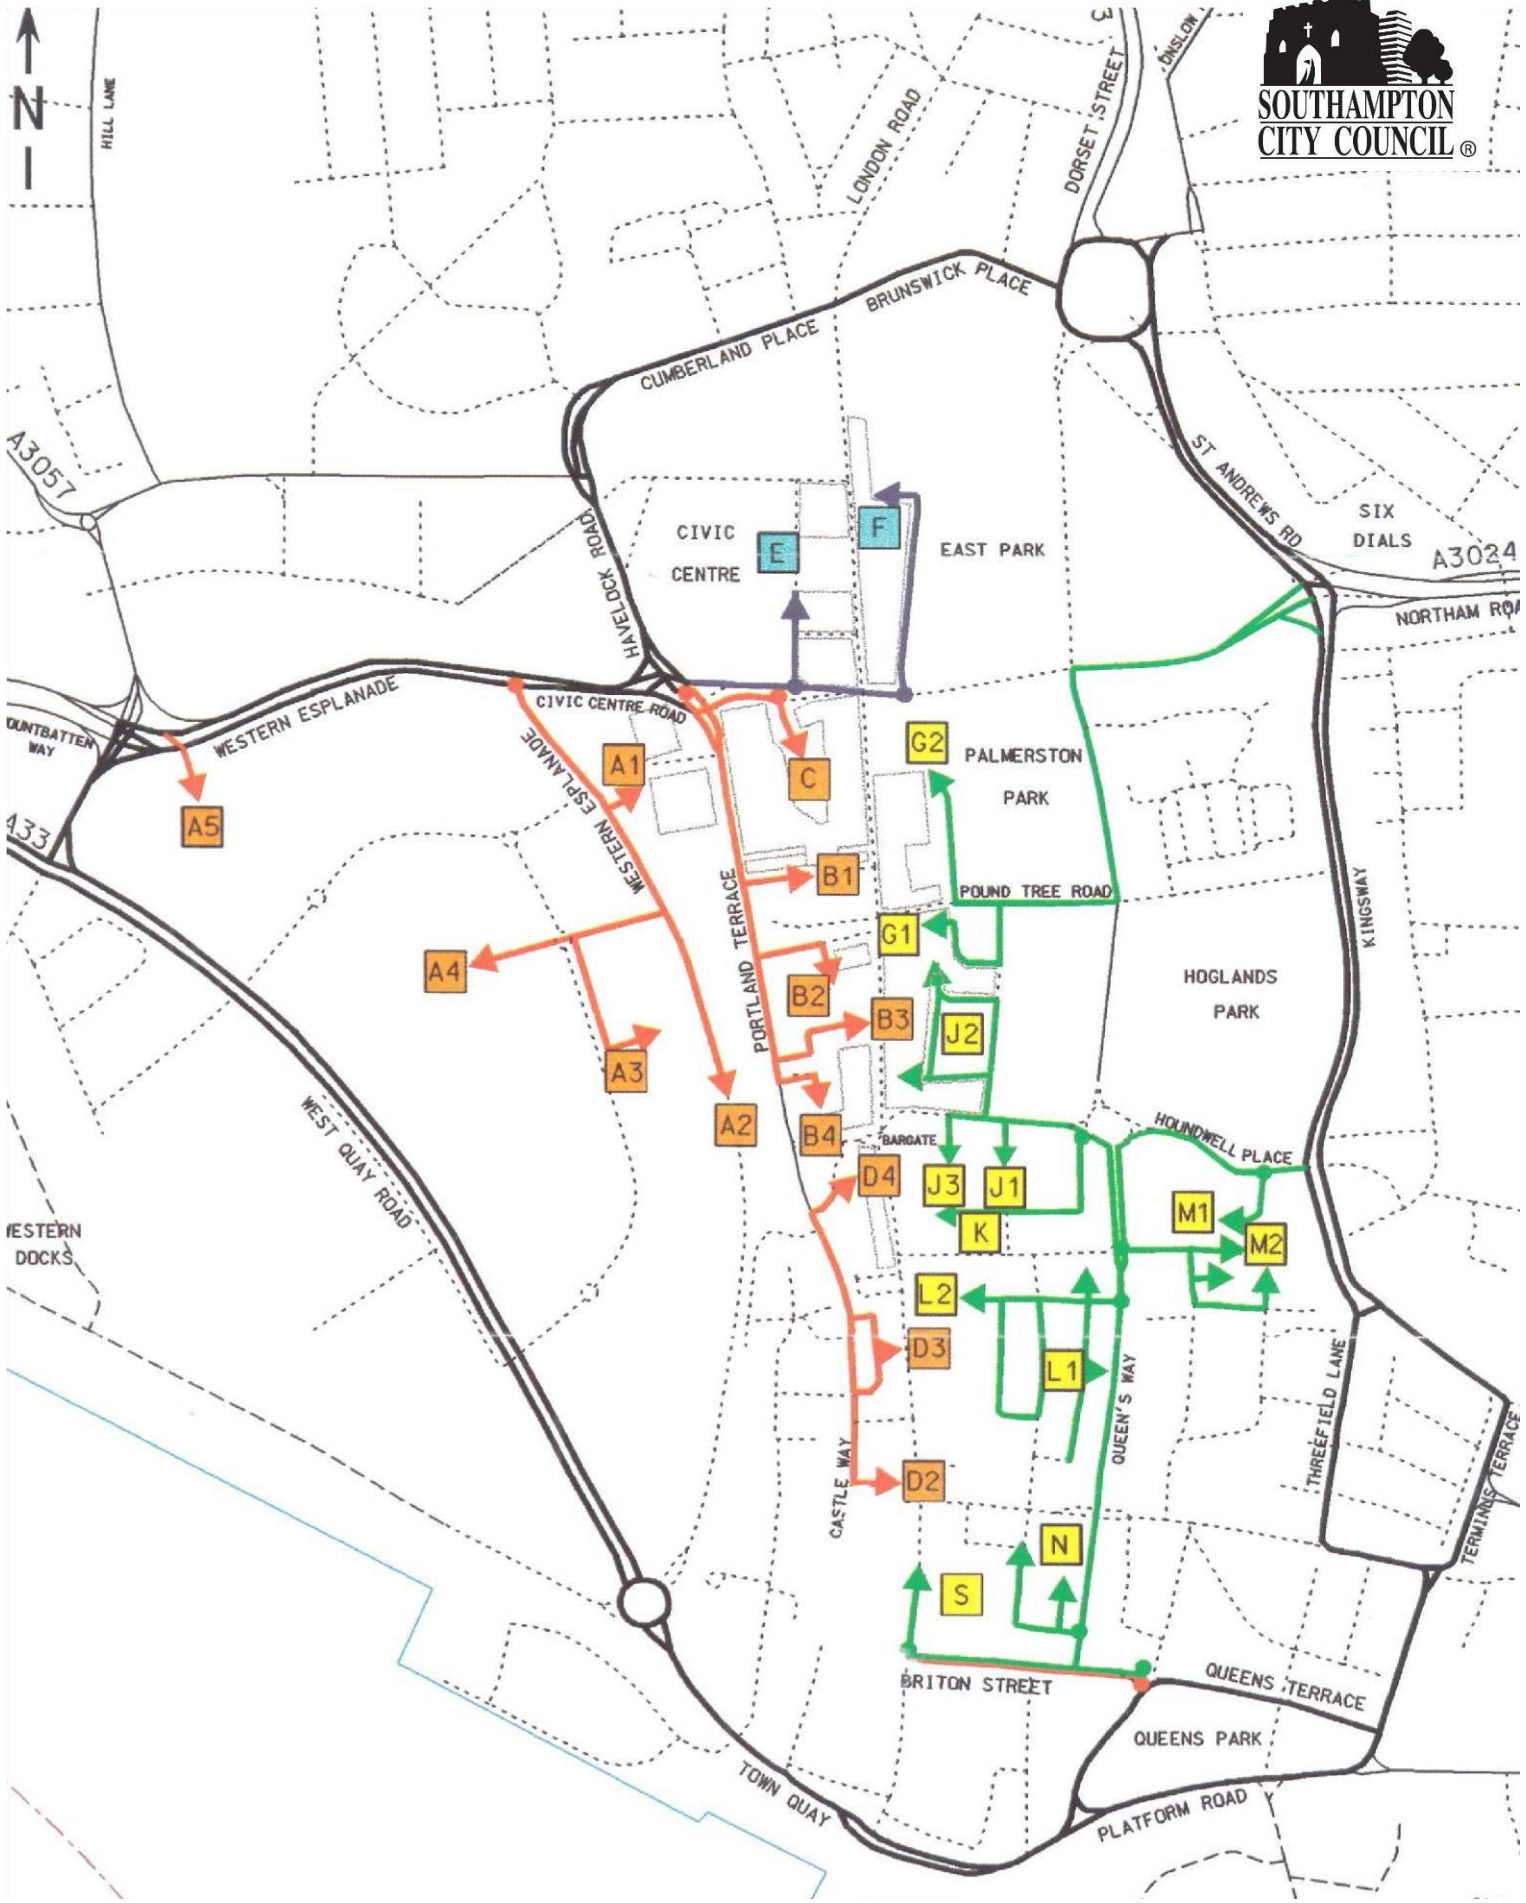 N
HILL LANE
LONDON ROAD
DORSET STREET
3
ONSLOW
SOUTHAMPTON
CITY COUNCIL ®
BRUNSWICK PLACE
CUMBERLAND PLACE
A3057
ST ANDREWS RD
SIX
DIALS
A3024
NORTHAM ROA
HAVELOCK ROAD
CIVIC
CENTRE
E
F
EAST PARK
WESTERN ESPLANADE
CIVIC CENTRE ROAD
OUNTBATTEN
WAY
A33
A5
WESTERN ESPLANADE
A1
C
G2
PALMERSTON
PARK
B1
POUND TREE ROAD
KINGSWAY
PORTLAND TERRACE
G1
A4
B2
HOGLANDS
PARK
B3
J2
A3
A2
B4
BARGATE
HOUNDWELL PLACE
WEST QUAY ROAD
D4
J3
J1
K
M1
M2
WESTERN
DOCKS
L2
D3
L1
QUEEN'S WAY
THREEFIELD LANE
TERMINUS TERRACE
CASTLE WAY
D2
N
S
BRITON STREET
QUEENS TERRACE
QUEENS PARK
TOWN QUAY
PLATFORM ROAD